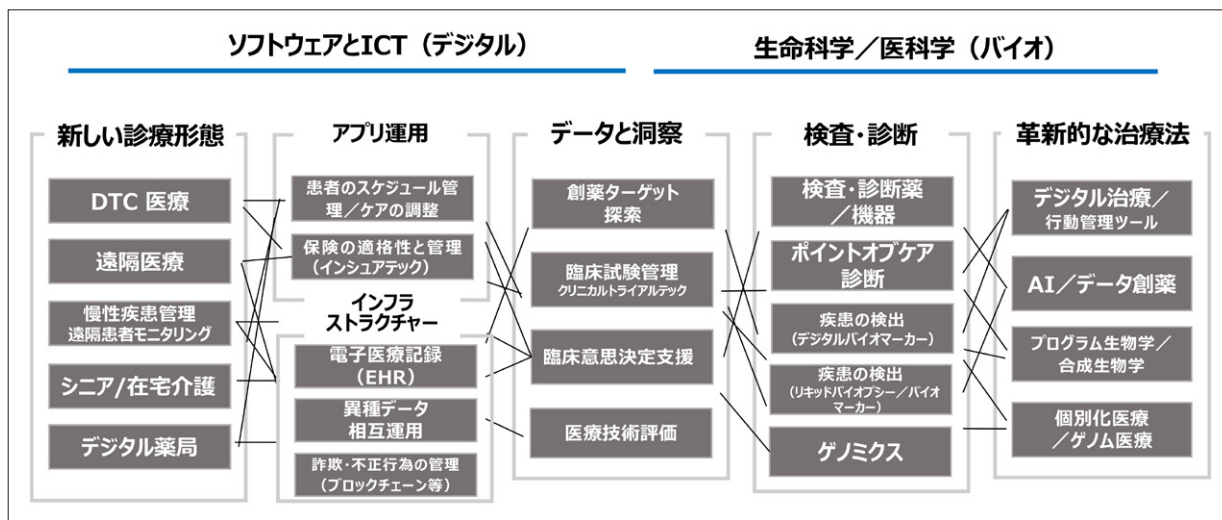 ソフトウェアとICT（デジタル）
生命科学／医科学（バイオ）
新しい診療形態
DTC 医療
遠隔医療
慢性疾患管理
遠隔患者モニタリング
シニア/在宅介護
デジタル薬局
アプリ運用
患者のスケジュール管
理／ケアの調整
保険の適格性と管理
（インシュアテック）
インフラ
ストラクチャー
電子医療記録
（EHR）
異種データ
相互運用
詐欺・不正行為の管理
（ブロックチェーン等）
データと洞察
創薬ターゲット
探索
臨床試験管理
クリニカルトライアルテック
臨床意思決定支援
医療技術評価
検査・診断
検査・診断薬
／機器
ポイントオブケア
診断
疾患の検出
（デジタルバイオマーカー）
疾患の検出
（リキッドバイオプシー／バイオ
マーカー）
ゲノミクス
革新的な治療法
デジタル治療／
行動管理ツール
AI／データ創薬
プログラム生物学／
合成生物学
個別化医療
／ゲノム医療